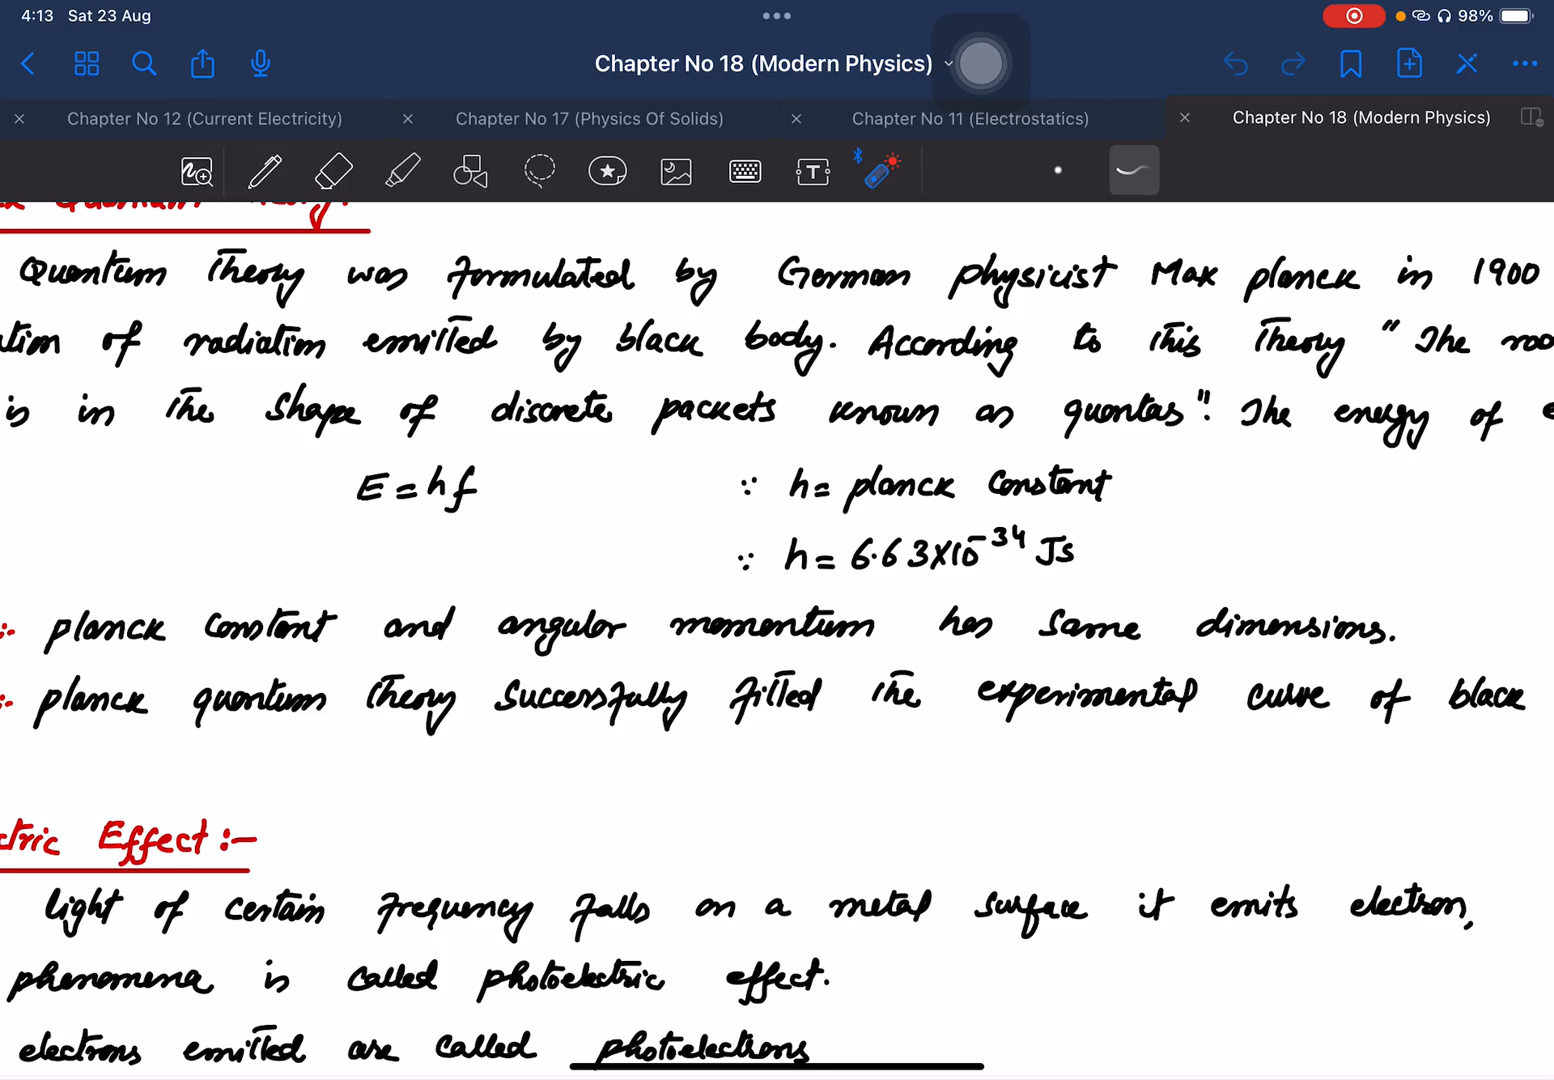 4:13 Sat 23 Aug
98%
Chapter No 18 (Modern Physics)
Chapter No 12 (Current Electricity)
Chapter No 17 (Physics Of Solids)
Chapter No 11 (Electrostatics)
Chapter No 18 (Modern Physics)
Quantum Theory was formulated by German physicist Max planck in 1900
of radiation emitted by black body. According to this Theory "The
is in The shape of discrete packets known as quantas". The energy of
E = hf ∵ h = planck constant
∵ h = 6.63×10⁻³⁴ Js
:- planck constant and angular momentum has same dimensions.
:- planck quantum theory successfully fitted the experimental curve of black
Effect :-
light of certain frequency falls on a metal surface it emits electron,
phenomena is called photoelectric effect.
electrons emitted are called photoelectrons